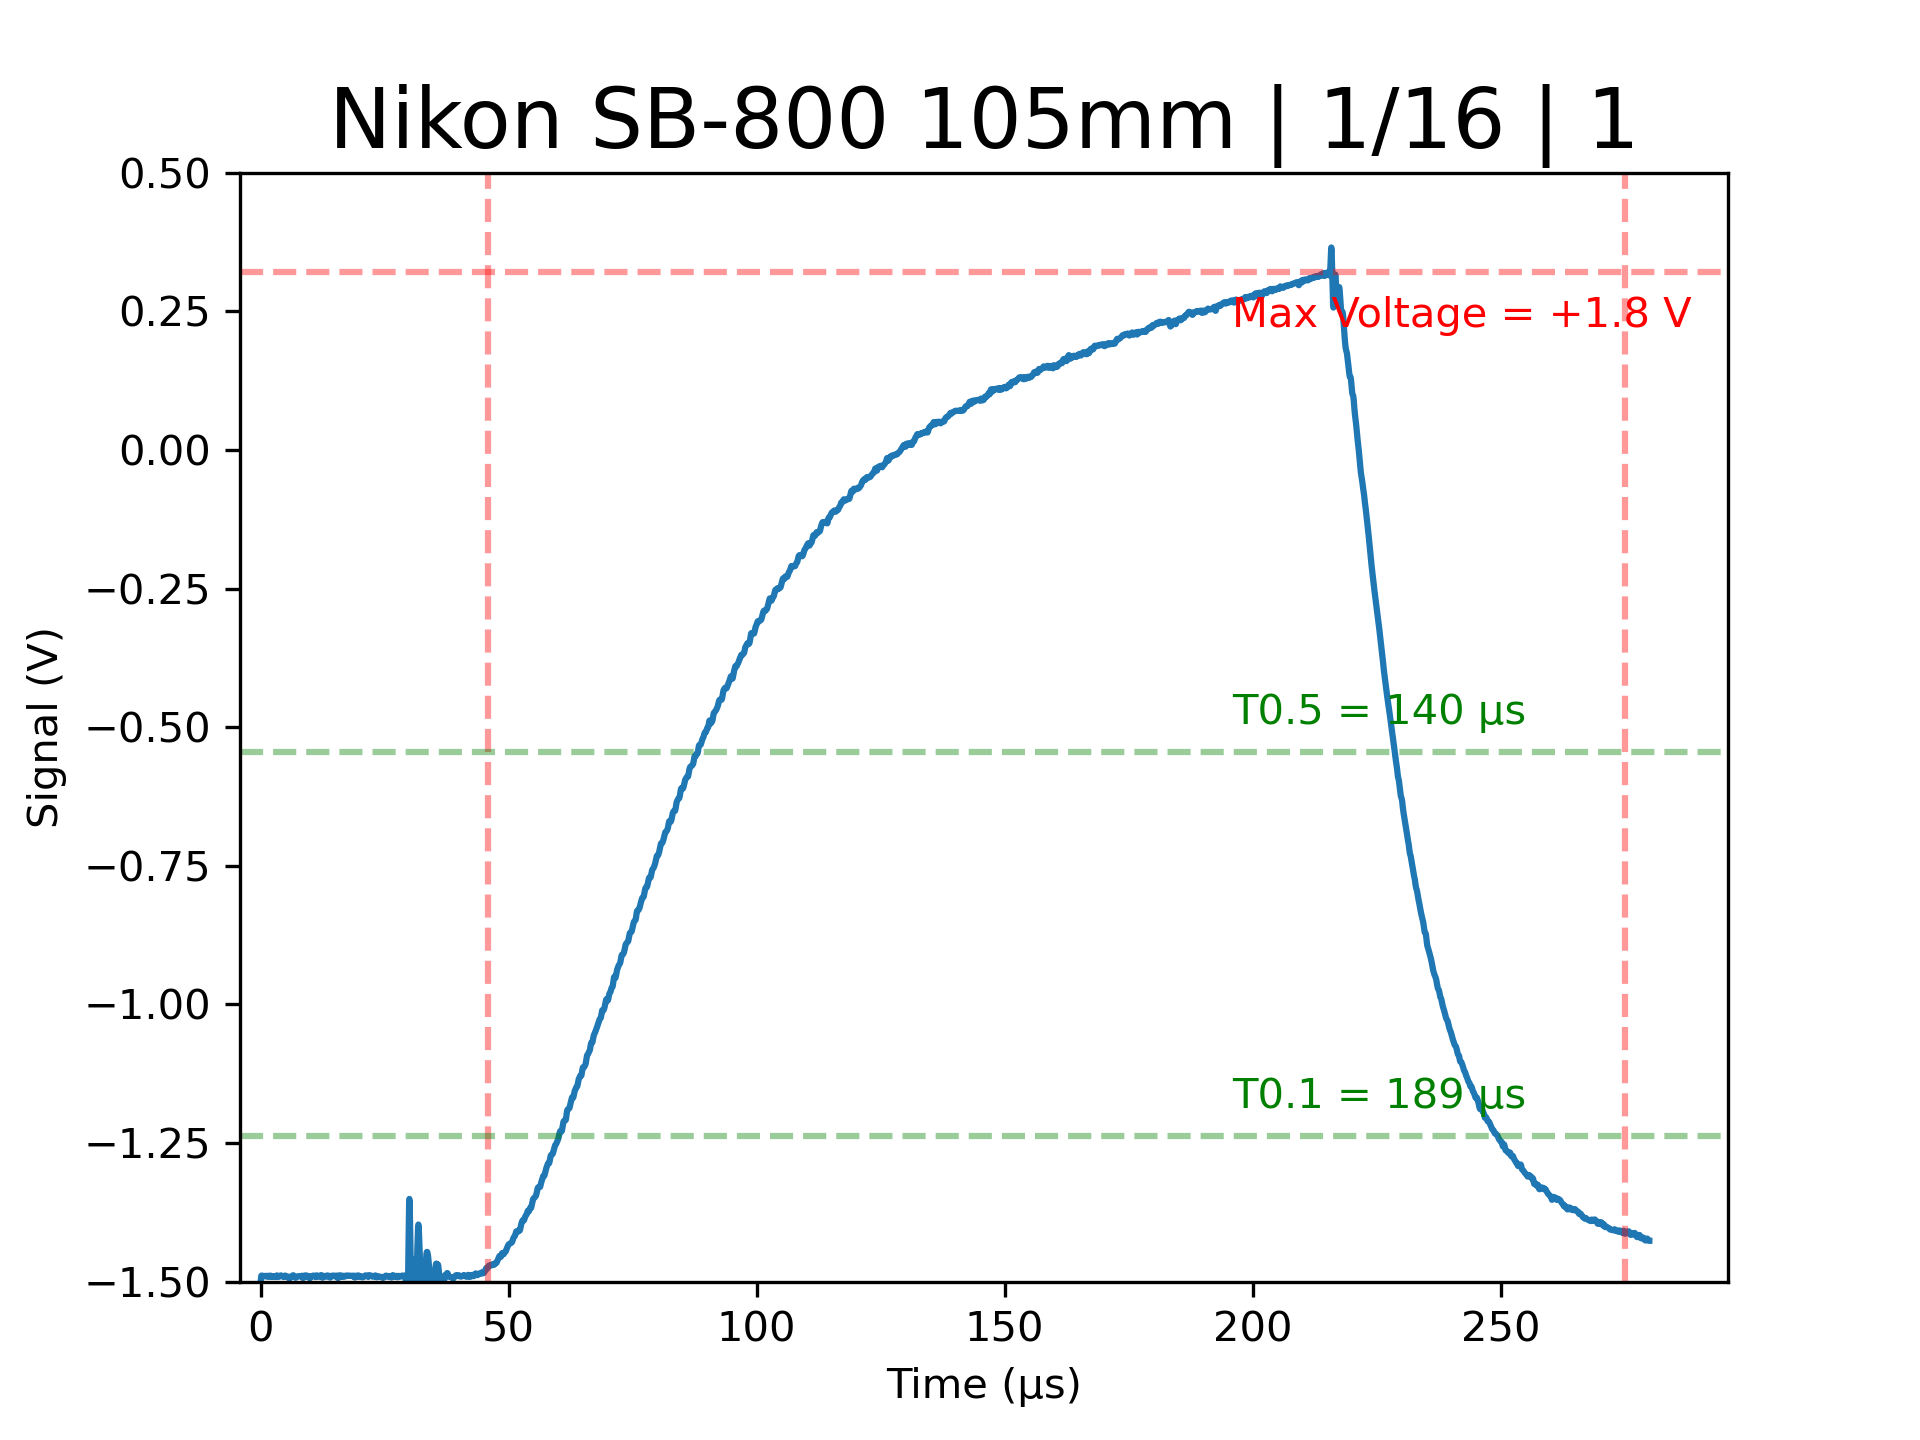 Nikon SB-800 105mm | 1/16 | 1
0.50
0.25
0.00
−0.25
−0.50
−0.75
−1.00
−1.25
−1.50
Signal (V)
Max Voltage = +1.8 V
T0.5 = 140 µs
T0.1 = 189 µs
0 50 100 150 200 250
Time (µs)